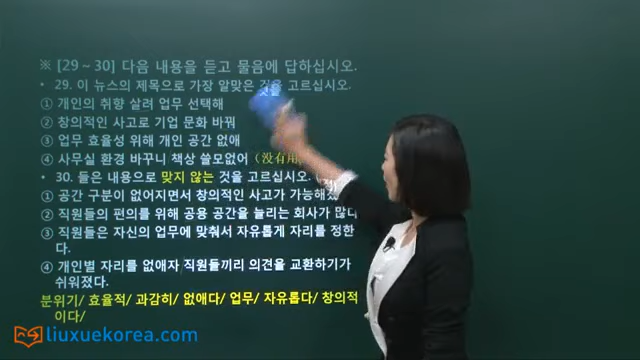 ※ [29 ~ 30] 다음 내용을 듣고 물음에 답하십시오.
• 29. 이 뉴스의 제목으로 가장 알맞은 것을 고르십시오.
① 개인의 취향 살려 업무 선택해
② 창의적인 사고로 기업 문화 바꿔
③ 업무 효율성 위해 개인 공간 없애
④ 사무실 환경 바꾸니 책상 쓸모없어 (没有用
• 30. 들은 내용으로 맞지 않는 것을 고르십시오.
① 공간 구분이 없어지면서 창의적인 사고가 가능해졌
② 직원들의 편의를 위해 공용 공간을 늘리는 회사가 많다
③ 직원들은 자신의 업무에 맞춰서 자유롭게 자리를 정한
다.
④ 개인별 자리를 없애자 직원들끼리 의견을 교환하기가
쉬워졌다.
분위기/ 효율적/ 과감히/ 없애다/ 업무/ 자유롭다/ 창의적
이다/
liuxuekorea.com